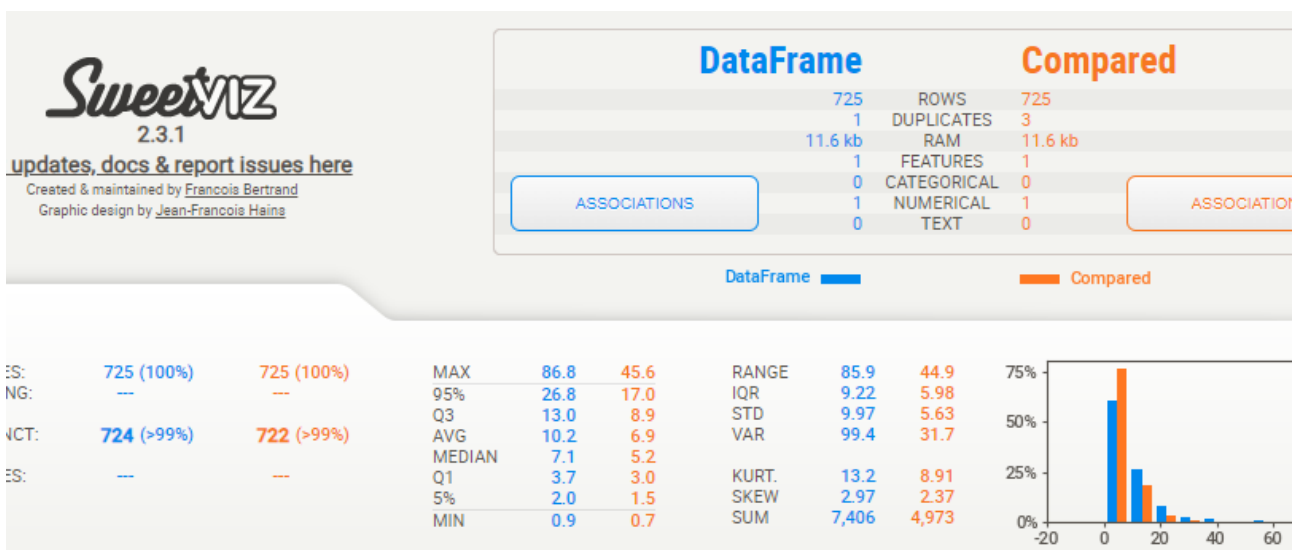 SweetVIZ
2.3.1
updates, docs & report issues here
Created & maintained by Francois Bertrand
Graphic design by Jean-Francois Hains
DataFrame Compared
725 ROWS 725
1 DUPLICATES 3
11.6 kb RAM 11.6 kb
1 FEATURES 1
0 CATEGORICAL 0
1 NUMERICAL 1
0 TEXT 0
ASSOCIATIONS
DataFrame Compared
725 (100%) 725 (100%)
--- ---
724 (>99%) 722 (>99%)
--- ---
MAX 86.8 45.6
95% 26.8 17.0
Q3 13.0 8.9
AVG 10.2 6.9
MEDIAN 7.1 5.2
Q1 3.7 3.0
5% 2.0 1.5
MIN 0.9 0.7
RANGE 85.9 44.9
IQR 9.22 5.98
STD 9.97 5.63
VAR 99.4 31.7
KURT. 13.2 8.91
SKEW 2.97 2.37
SUM 7,406 4,973
75%
50%
25%
0%
-20 0 20 40 60